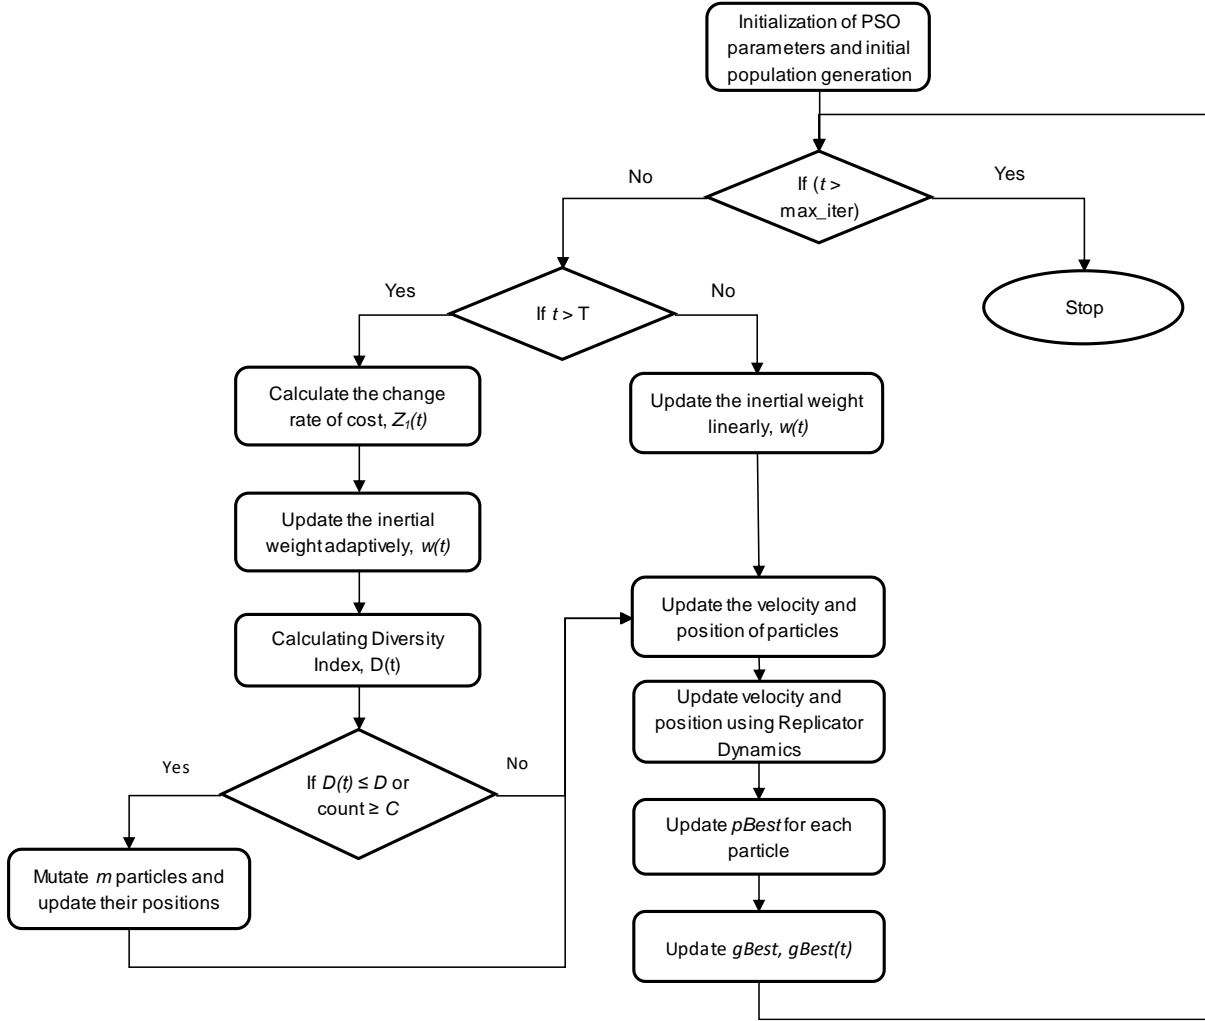 Initialization of PSO
parameters and initial
population generation
No
If (t >
max_iter)
Yes
Stop
Yes
If t > T
No
Calculate the change
rate of cost, Z₁(t)
Update the inertial weight
linearly, w(t)
Update the inertial
weight adaptively, w(t)
Calculating Diversity
Index, D(t)
Update the velocity and
position of particles
Update velocity and
position using Replicator
Dynamics
Yes
If D(t) ≤ D or
count ≥ C
No
Mutate m particles and
update their positions
Update pBest for each
particle
Update gBest, gBest(t)